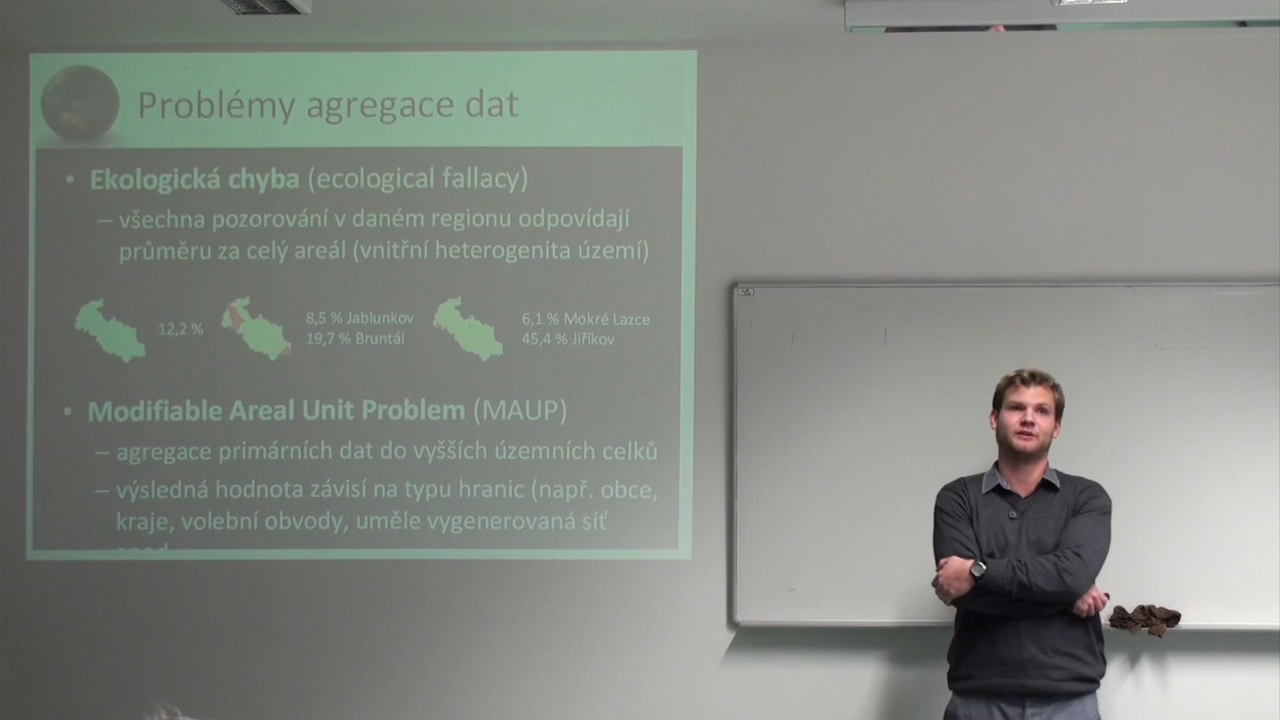 Problémy agregace dat
• Ekologická chyba (ecological fallacy)
– všechna pozorování v daném regionu odpovídají
průměru za celý areál (vnitřní heterogenita území)
12,2 %
8,5 % Jablunkov
19,7 % Bruntál
6,1 % Mokré Lazce
45,4 % Jiříkov
• Modifiable Areal Unit Problem (MAUP)
– agregace primárních dat do vyšších územních celků
– výsledná hodnota závisí na typu hranic (např. obce,
kraje, volební obvody, uměle vygenerovaná síť